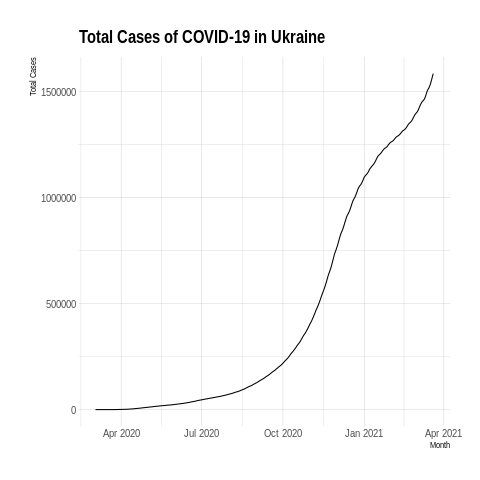 Total Cases of COVID-19 in Ukraine
Total Cases
1500000
1000000
500000
0
Apr 2020 Jul 2020 Oct 2020 Jan 2021 Apr 2021
Month